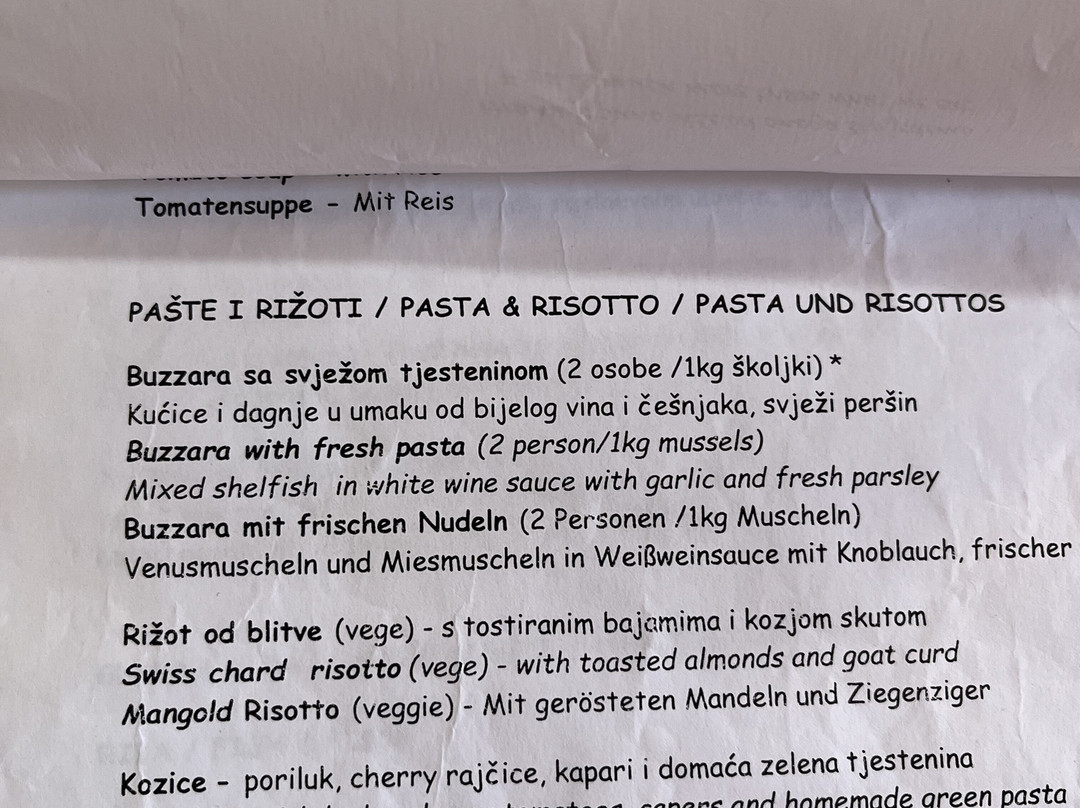 Tomatensuppe - Mit Reis
PAŠTE I RIŽOTI / PASTA & RISOTTO / PASTA UND RISOTTOS
Buzzara sa svježom tjesteninom (2 osobe /1kg školjki) *
Kućice i dagnje u umaku od bijelog vina i češnjaka, svježi peršin
Buzzara with fresh pasta (2 person/1kg mussels)
Mixed shelfish in white wine sauce with garlic and fresh parsley
Buzzara mit frischen Nudeln (2 Personen /1kg Muscheln)
Venusmuscheln und Miesmuscheln in Weißweinsauce mit Knoblauch, frischer
Rižot od blitve (vege) - s tostiranim bajamima i kozjom skutom
Swiss chard risotto (vege) - with toasted almonds and goat curd
Mangold Risotto (veggie) - Mit gerösteten Mandeln und Ziegenziger
Kozice - poriluk, cherry rajčice, kapari i domaća zelena tjestenina
capers and homemade green pasta